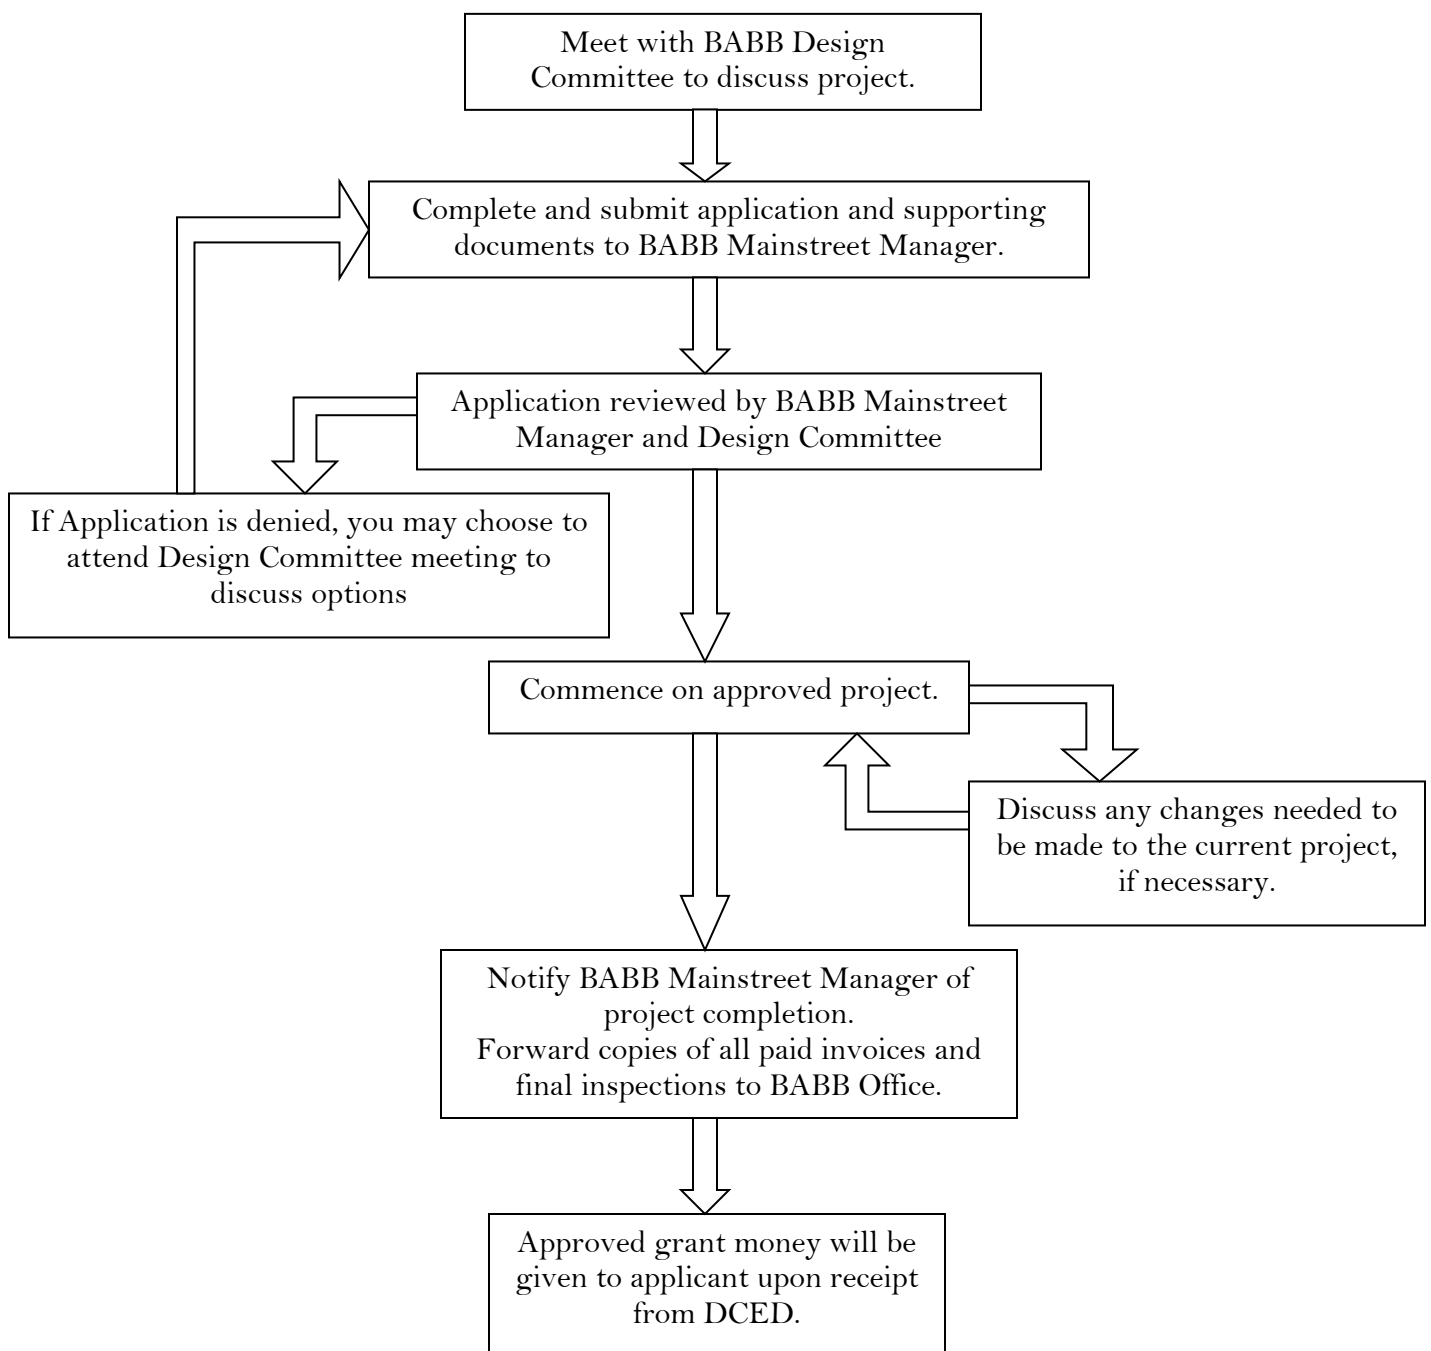 Meet with BABB Design
Committee to discuss project.
Complete and submit application and supporting
documents to BABB Mainstreet Manager.
Application reviewed by BABB Mainstreet
Manager and Design Committee
If Application is denied, you may choose to
attend Design Committee meeting to
discuss options
Commence on approved project.
Discuss any changes needed to
be made to the current project,
if necessary.
Notify BABB Mainstreet Manager of
project completion.
Forward copies of all paid invoices and
final inspections to BABB Office.
Approved grant money will be
given to applicant upon receipt
from DCED.